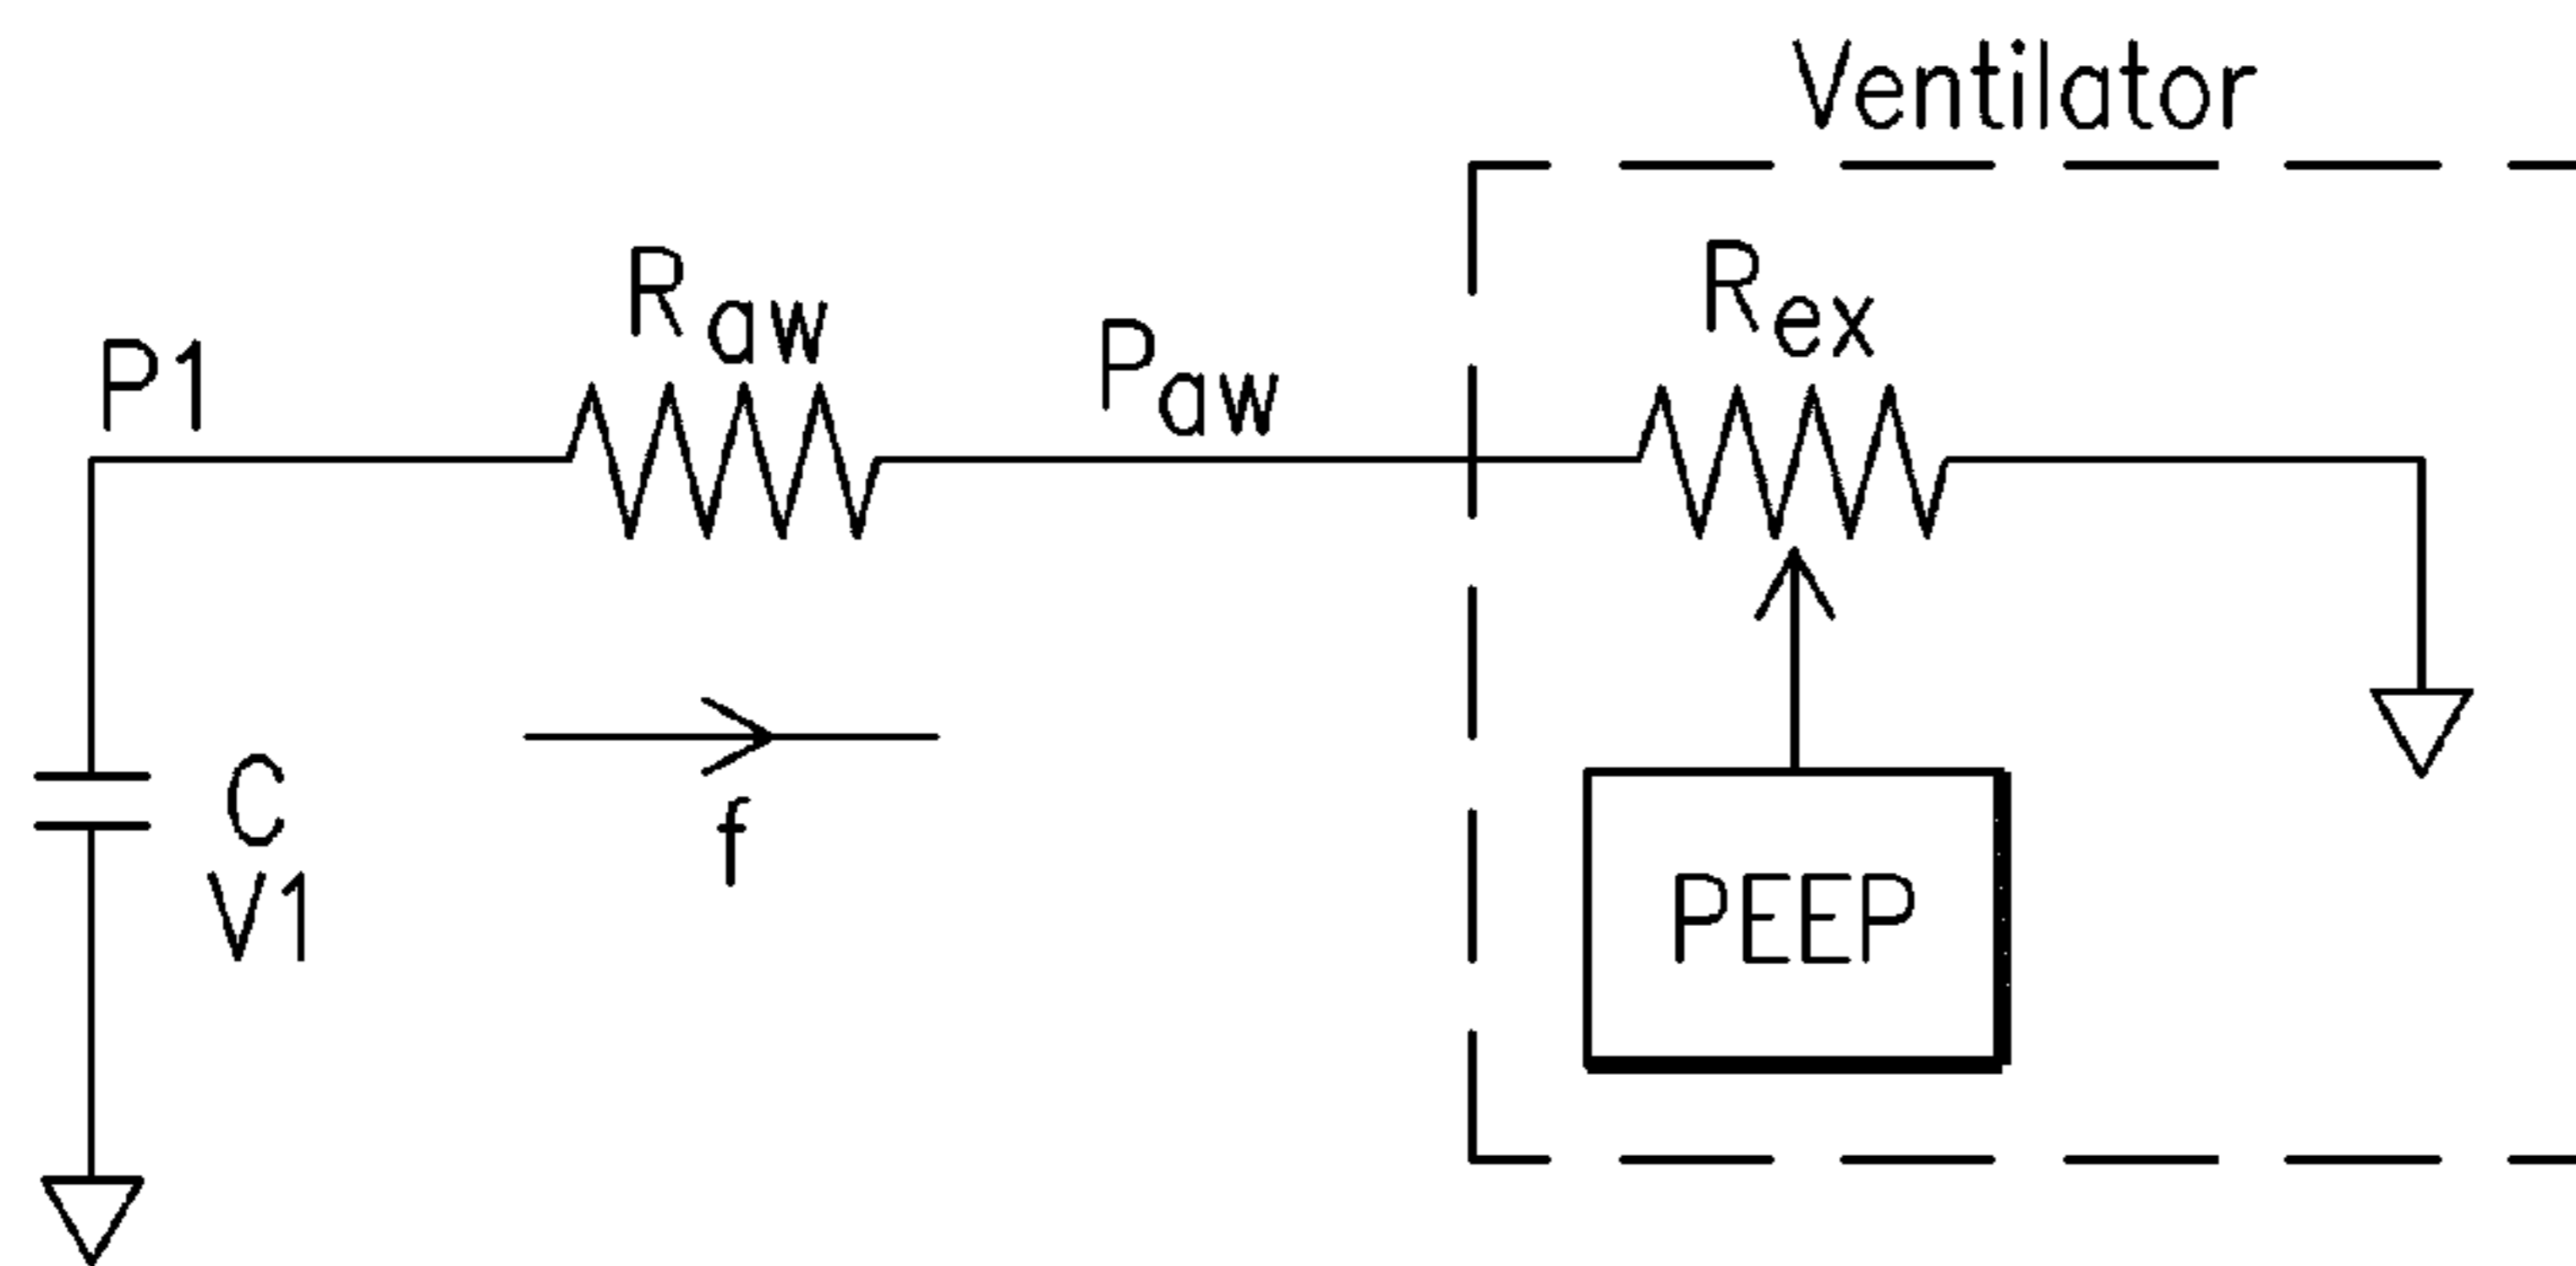 Ventilator
Raw
Rex
P1
Paw
C
V1
f
PEEP